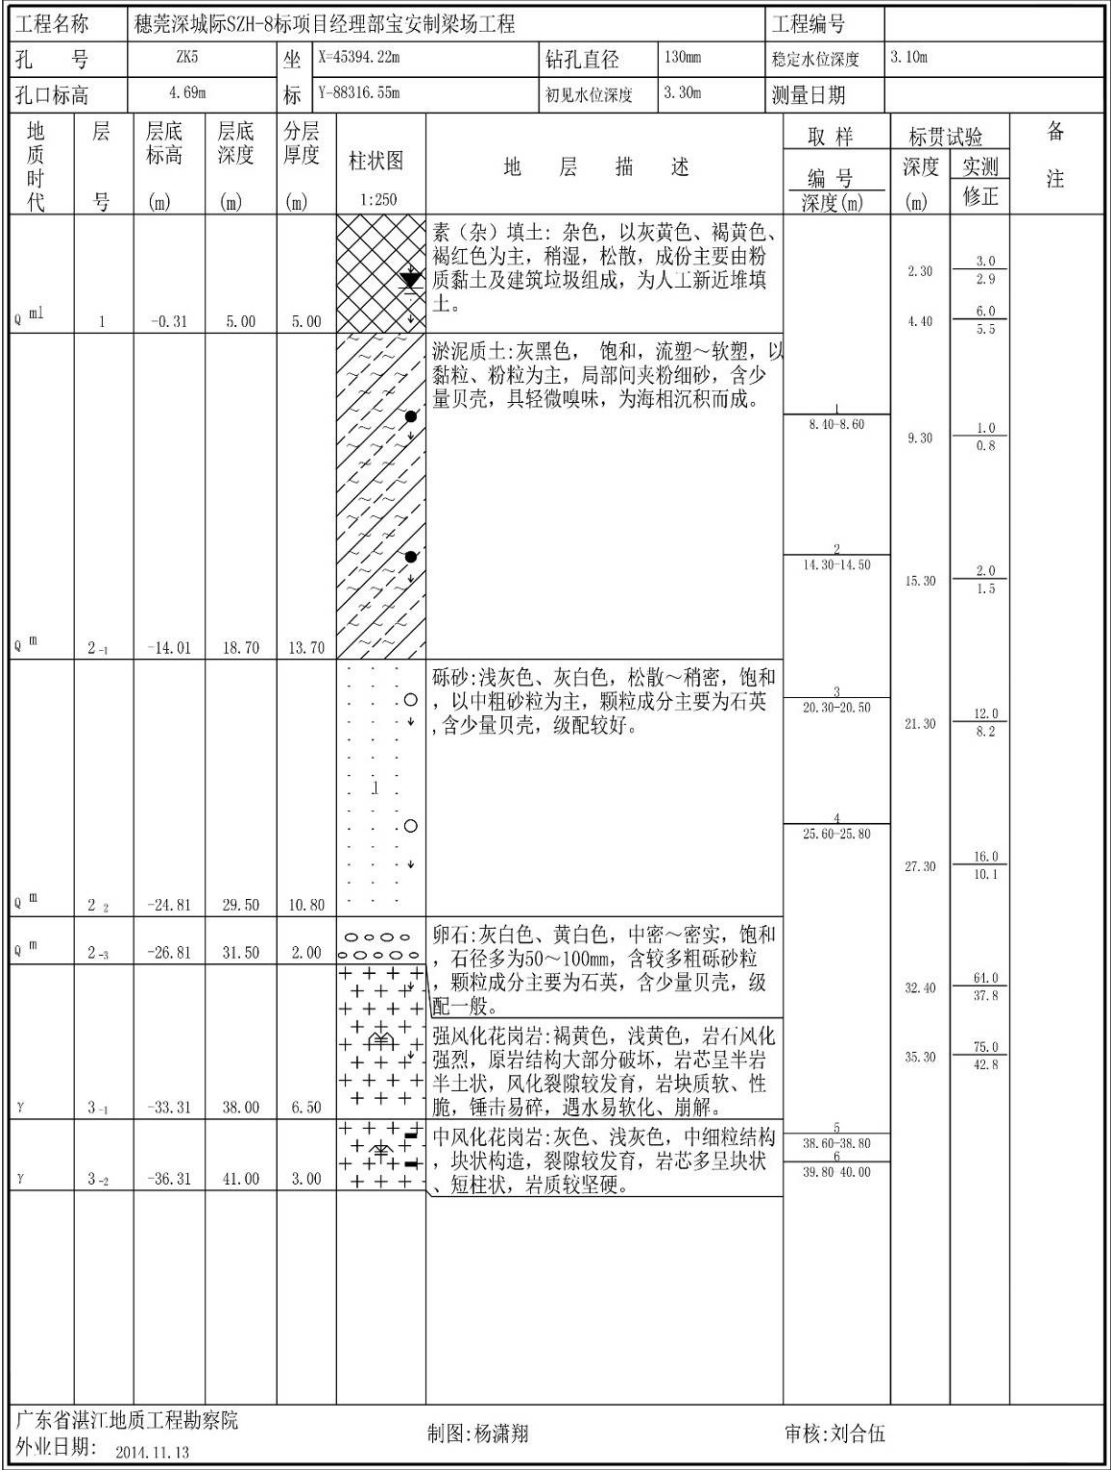 工程名称 穗莞深城际SZH-8标项目经理部宝安制梁场工程 工程编号
孔 号 ZK5 坐 X=45394.22m 钻孔直径 130mm 稳定水位深度 3.10m
孔口标高 4.69m 标 Y-88316.55m 初见水位深度 3.30m 测量日期
地质时代 层号 层底标高(m) 层底深度(m) 分层厚度(m) 柱状图 1:250 地 层 描 述 取 样 编 号 深度(m) 标贯试验 深度(m) 实测 修正 备注
素（杂）填土: 杂色，以灰黄色、褐黄色、
褐红色为主，稍湿，松散，成份主要由粉
质黏土及建筑垃圾组成，为人工新近堆填
土。
2.30 3.0 2.9
Q ml 1 -0.31 5.00 5.00
4.40 6.0 5.5
淤泥质土:灰黑色， 饱和，流塑～软塑，以
黏粒、粉粒为主，局部间夹粉细砂，含少
量贝壳，具轻微嗅味，为海相沉积而成。
1 8.40-8.60
9.30 1.0 0.8
2 14.30-14.50
15.30 2.0 1.5
Q m 2-1 -14.01 18.70 13.70
砾砂:浅灰色、灰白色，松散～稍密，饱和
，以中粗砂粒为主，颗粒成分主要为石英
,含少量贝壳，级配较好。
3 20.30-20.50
21.30 12.0 8.2
1
4 25.60-25.80
27.30 16.0 10.1
Q m 2 2 -24.81 29.50 10.80
Q m 2-3 -26.81 31.50 2.00
卵石:灰白色、黄白色，中密～密实，饱和
，石径多为50～100mm，含较多粗砾砂粒
，颗粒成分主要为石英，含少量贝壳，级
配一般。
32.40 64.0 37.8
强风化花岗岩:褐黄色，浅黄色，岩石风化
强烈，原岩结构大部分破坏，岩芯呈半岩
半土状，风化裂隙较发育，岩块质软、性
脆，锤击易碎，遇水易软化、崩解。
35.30 75.0 42.8
γ 3-1 -33.31 38.00 6.50
中风化花岗岩:灰色、浅灰色，中细粒结构
，块状构造，裂隙较发育，岩芯多呈块状
、短柱状，岩质较坚硬。
5 38.60-38.80
6 39.80 40.00
γ 3-2 -36.31 41.00 3.00
广东省湛江地质工程勘察院
外业日期: 2014.11.13 制图:杨潇翔 审核:刘合伍